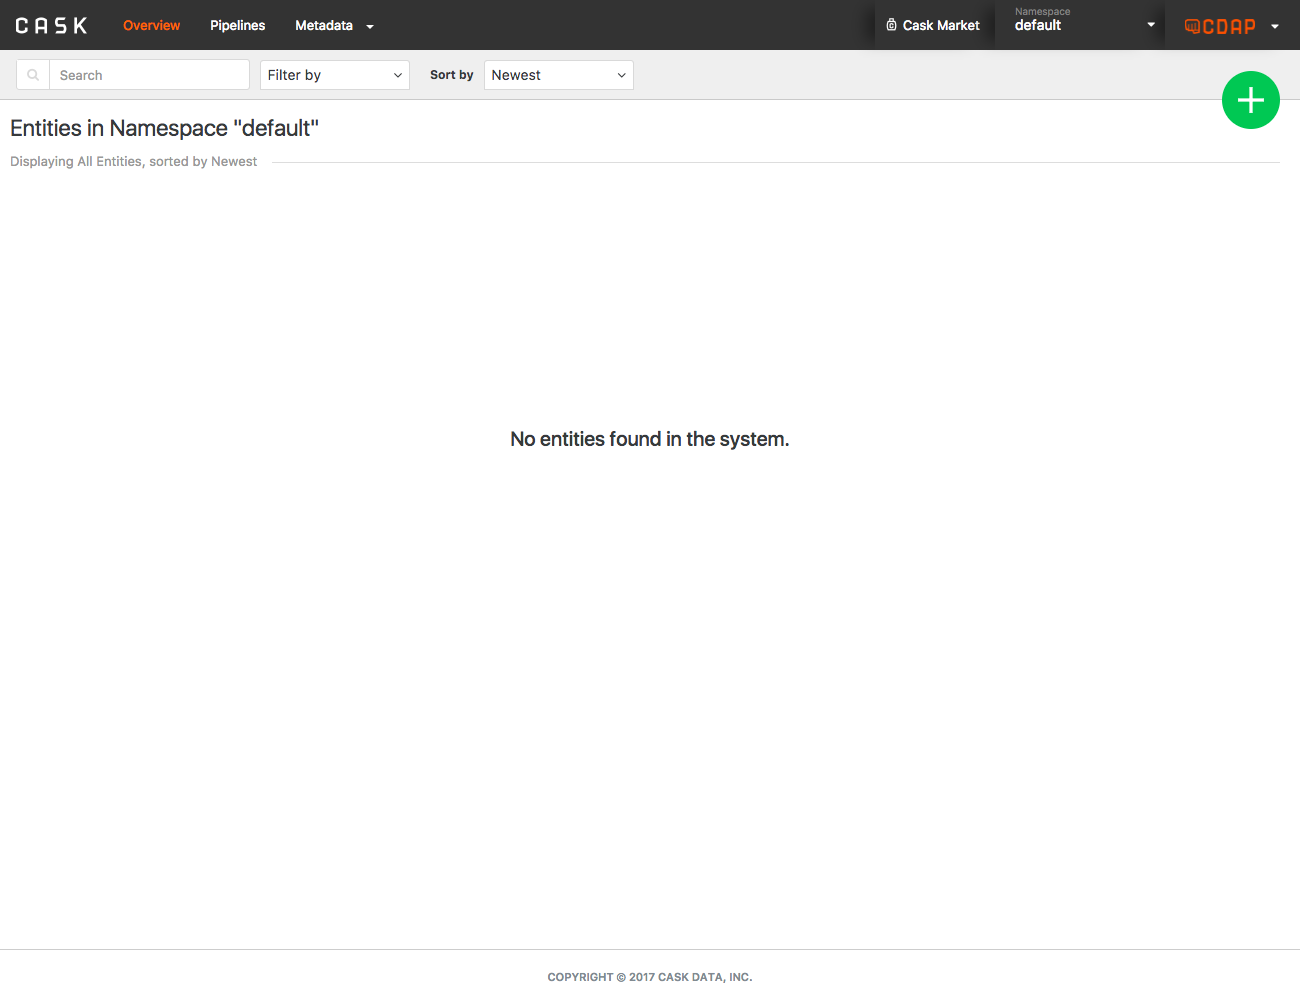 CASK Overview Pipelines Metadata Cask Market Namespace default CDAP
Search Filter by Sort by Newest
Entities in Namespace "default"
Displaying All Entities, sorted by Newest
No entities found in the system.
COPYRIGHT © 2017 CASK DATA, INC.